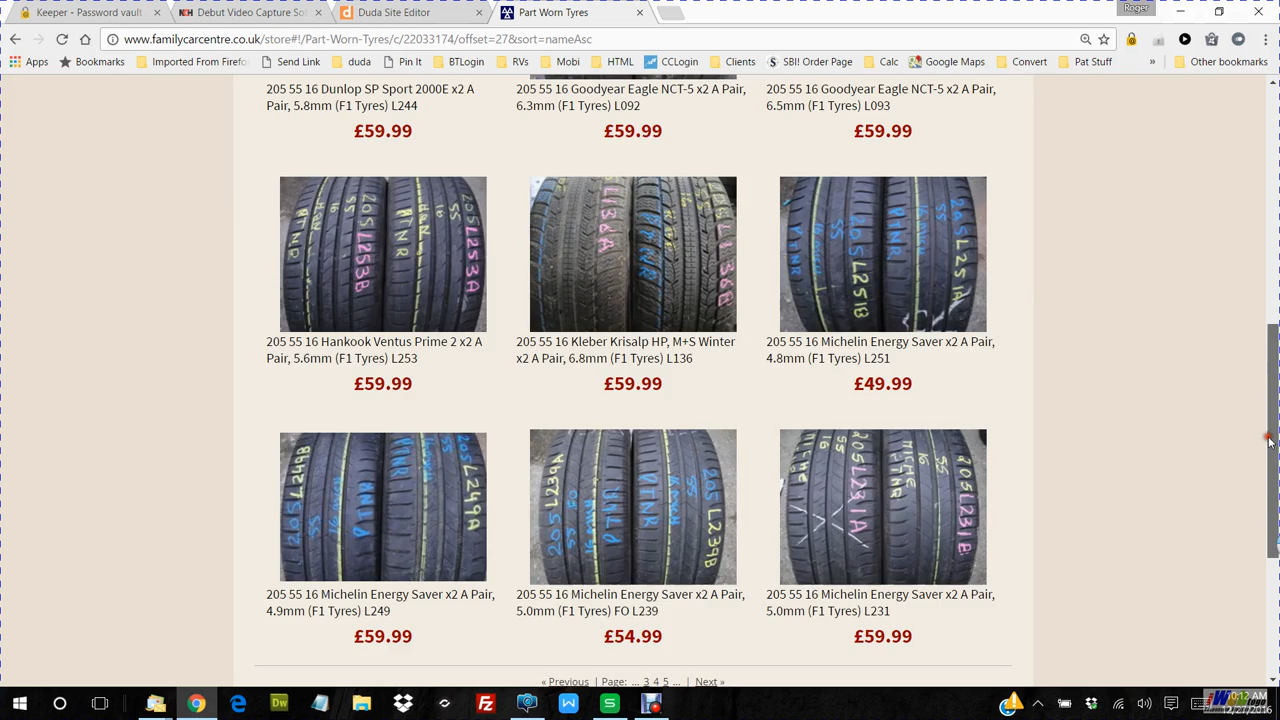 Keeper - Password vault
Debut Video Capture So
Duda Site Editor
Part Worn Tyres
Roger
www.familycarcentre.co.uk/store#!/Part-Worn-Tyres/c/22033174/offset=27&sort=nameAsc
Apps Bookmarks Imported From Firefo Send Link duda Pin It BTLogin RVs Mobi HTML CCLogin Clients SBI! Order Page Calc Google Maps Convert Pat Stuff » Other bookmarks
205 55 16 Dunlop SP Sport 2000E x2 A
Pair, 5.8mm (F1 Tyres) L244
£59.99
205 55 16 Goodyear Eagle NCT-5 x2 A Pair,
6.3mm (F1 Tyres) L092
£59.99
205 55 16 Goodyear Eagle NCT-5 x2 A Pair,
6.5mm (F1 Tyres) L093
£59.99
205 55 16 Hankook Ventus Prime 2 x2 A
Pair, 5.6mm (F1 Tyres) L253
£59.99
205 55 16 Kleber Krisalp HP, M+S Winter
x2 A Pair, 6.8mm (F1 Tyres) L136
£59.99
205 55 16 Michelin Energy Saver x2 A Pair,
4.8mm (F1 Tyres) L251
£49.99
205 55 16 Michelin Energy Saver x2 A Pair,
4.9mm (F1 Tyres) L249
£59.99
205 55 16 Michelin Energy Saver x2 A Pair,
5.0mm (F1 Tyres) FO L239
£54.99
205 55 16 Michelin Energy Saver x2 A Pair,
5.0mm (F1 Tyres) L231
£59.99
« Previous | Page: ... 3 4 5 ... | Next »
12/27/2016